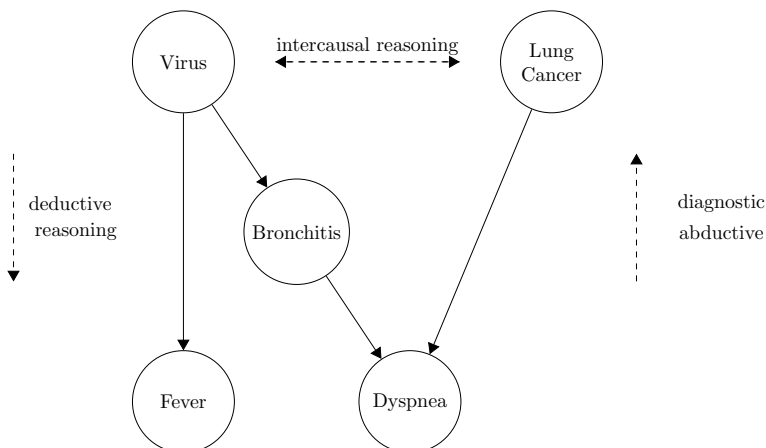 intercausal reasoning
Virus
Lung
Cancer
deductive
reasoning
diagnostic
abductive
Bronchitis
Fever
Dyspnea